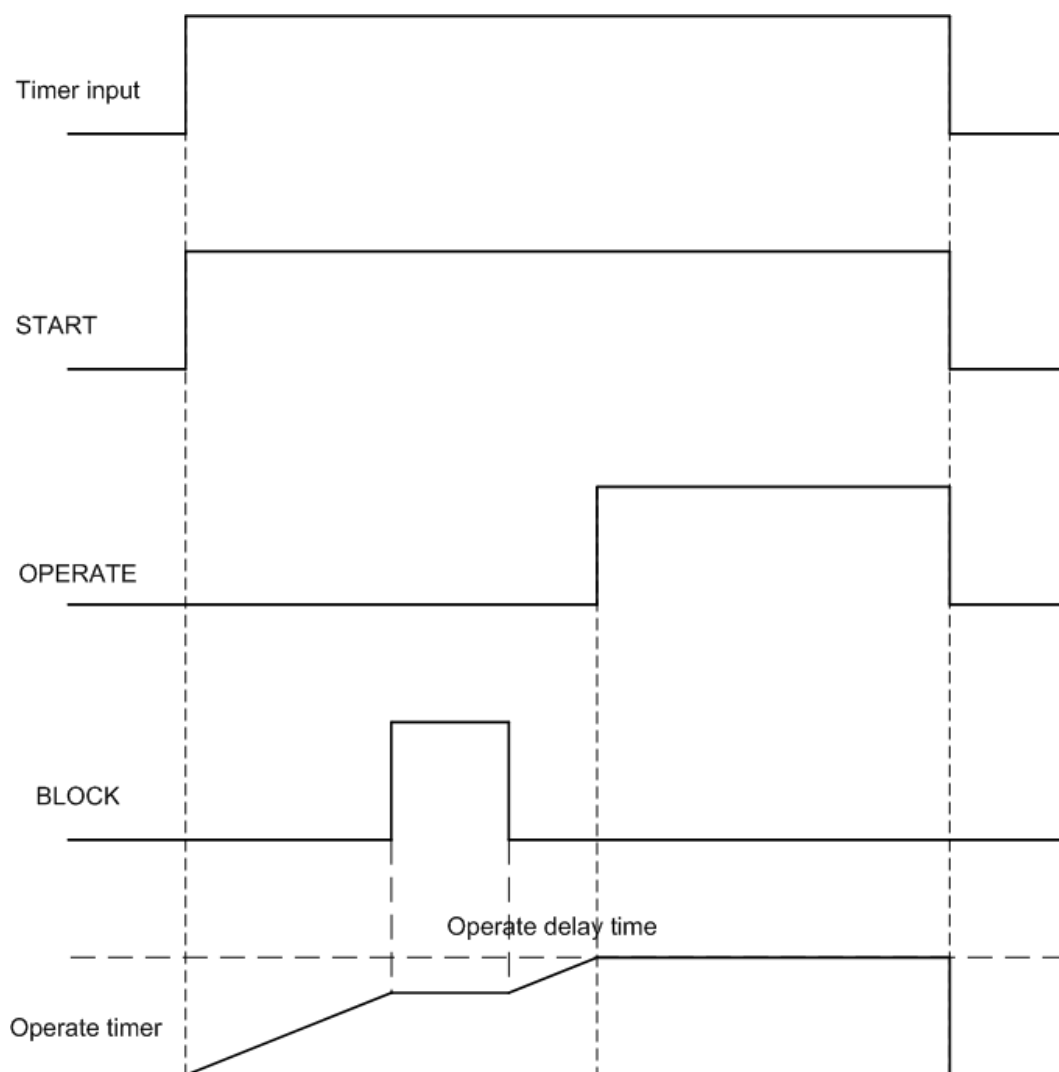 Timer input
START
OPERATE
BLOCK
Operate delay time
Operate timer